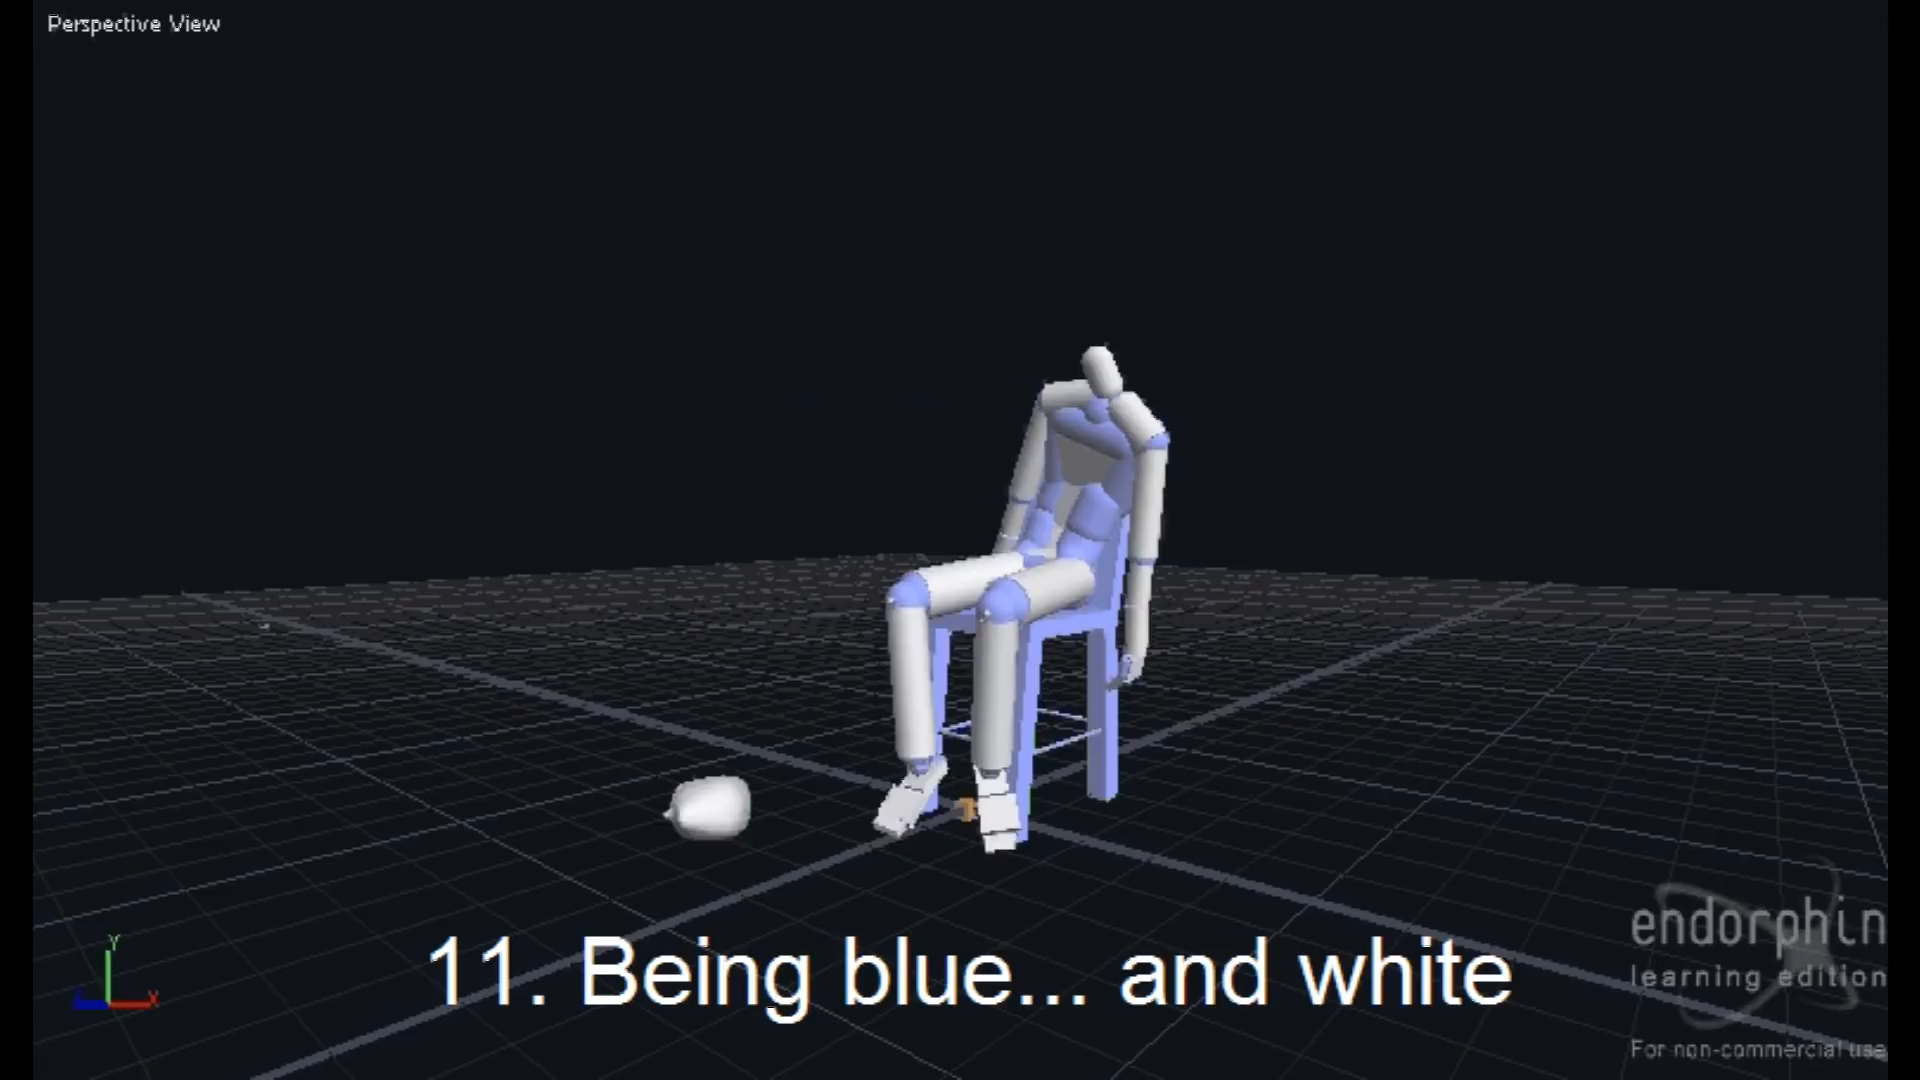 Perspective View
Y
X
11. Being blue... and white
endorphin
learning edition
For non-commercial use